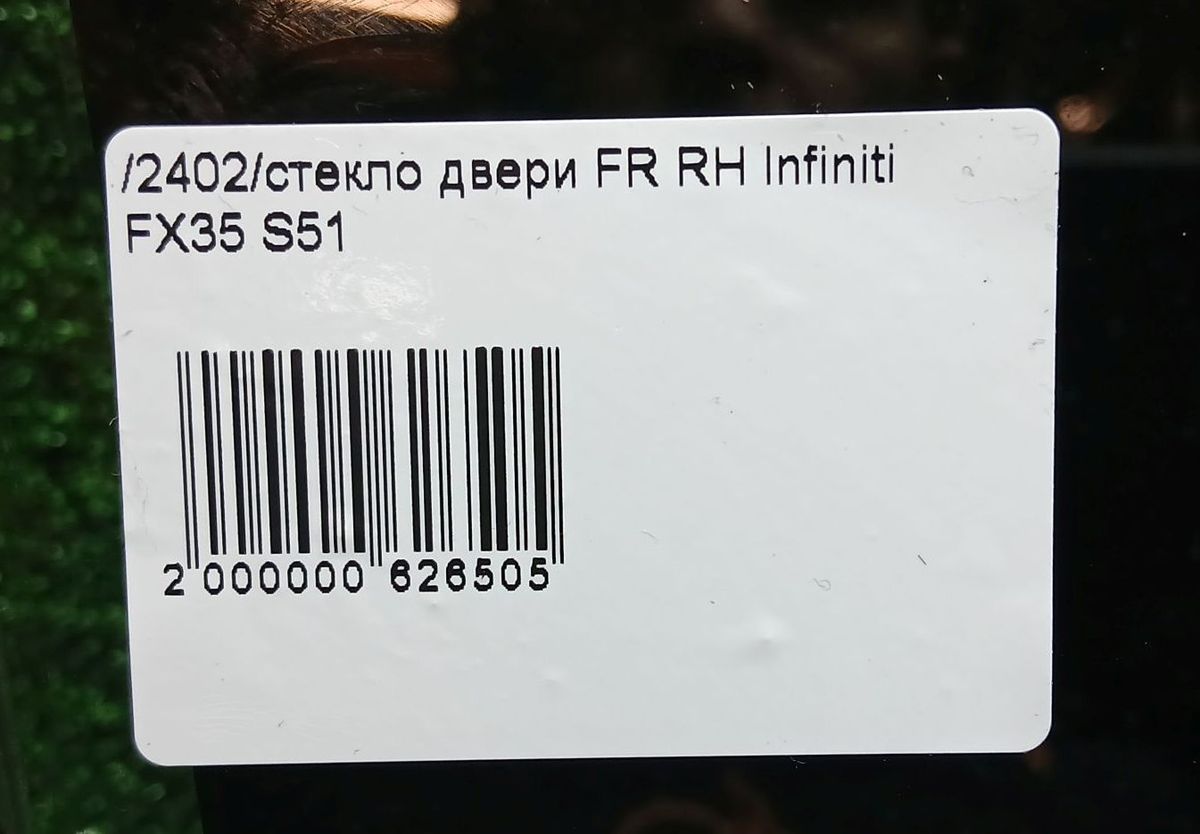 /2402/стекло двери FR RH Infiniti
FX35 S51
2 000000 626505